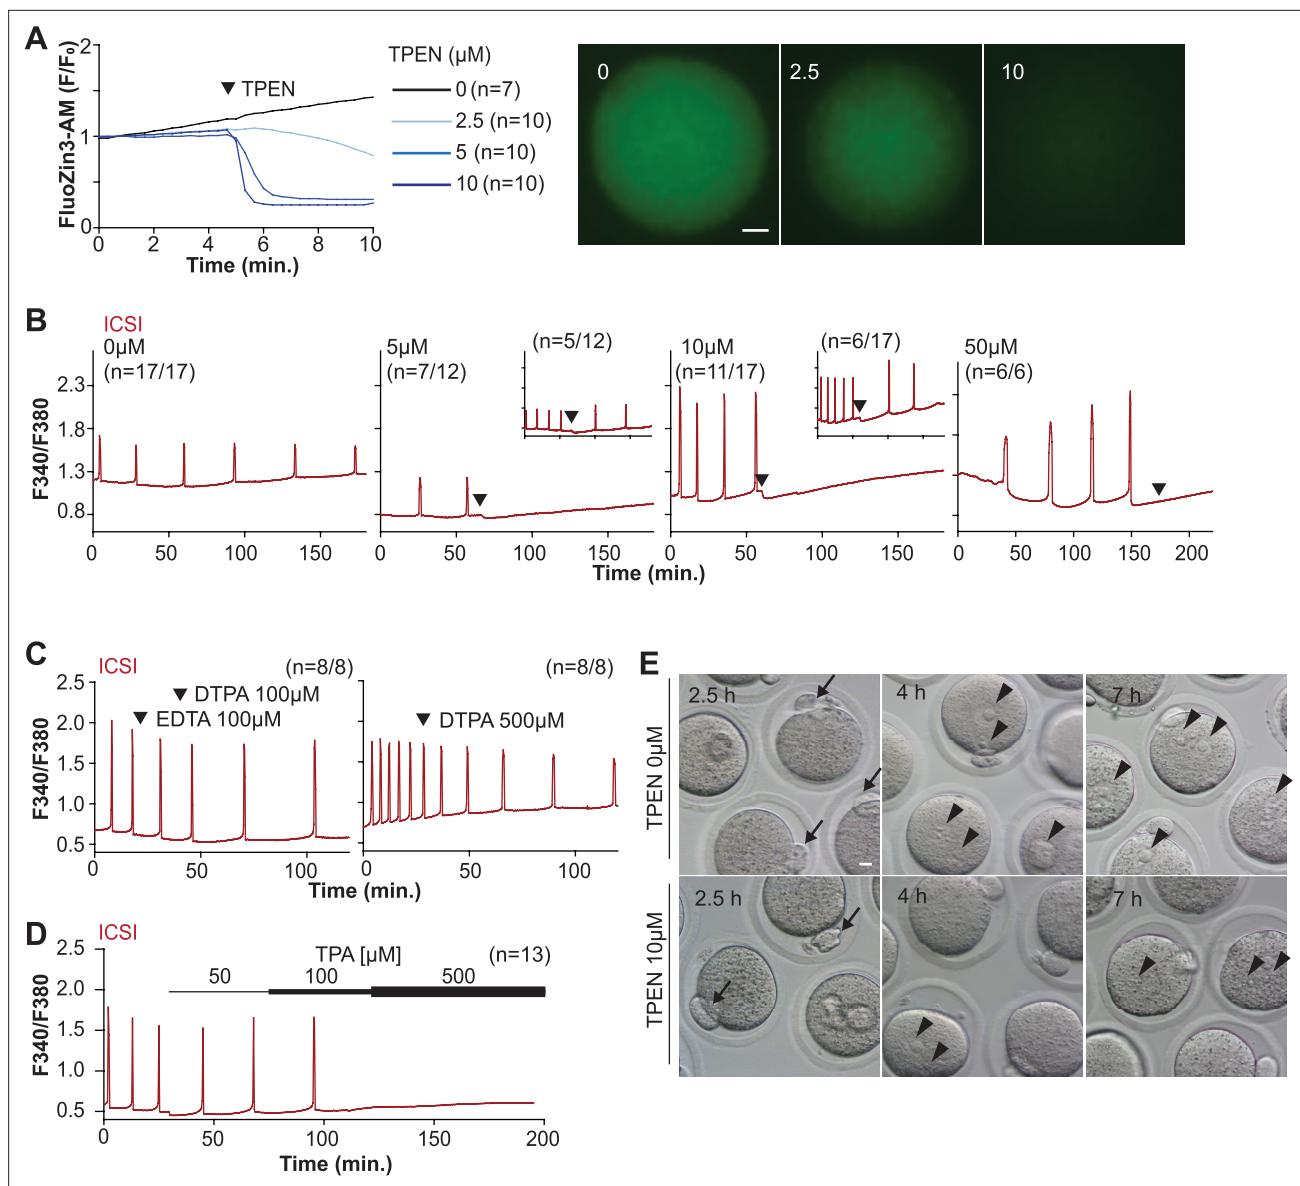 A
FluoZin3-AM (F/F₀)
2
1
0
▼ TPEN
0 2 4 6 8 10
Time (min.)
TPEN (µM)
0 (n=7)
2.5 (n=10)
5 (n=10)
10 (n=10)
0
2.5
10
B
ICSI
0µM
(n=17/17)
F340/F380
2.3
1.8
1.3
0.8
0 50 100 150
5µM
(n=7/12)
(n=5/12)
0 50 100 150
10µM
(n=11/17)
(n=6/17)
0 50 100 150
50µM
(n=6/6)
0 50 100 150 200
Time (min.)
C
ICSI
(n=8/8)
▼ DTPA 100µM
▼ EDTA 100µM
F340/F380
2.5
2.0
1.5
1.0
0.5
0 50 100
(n=8/8)
▼ DTPA 500µM
0 50 100
Time (min.)
D
ICSI
TPA [µM]
(n=13)
50 100 500
F340/F380
2.5
2.0
1.5
1.0
0.5
0 50 100 150 200
Time (min.)
E
TPEN 0µM
2.5 h
4 h
7 h
TPEN 10µM
2.5 h
4 h
7 h